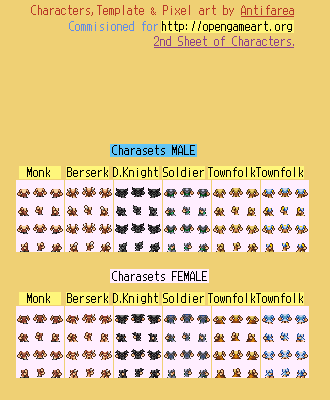 Characters, Template & Pixel art by Antifarea
Commisioned for http://opengameart.org
2nd Sheet of Characters.
Charasets MALE
Monk Berserk D.Knight Soldier Townfolk Townfolk
Charasets FEMALE
Monk Berserk D.Knight Soldier Townfolk Townfolk